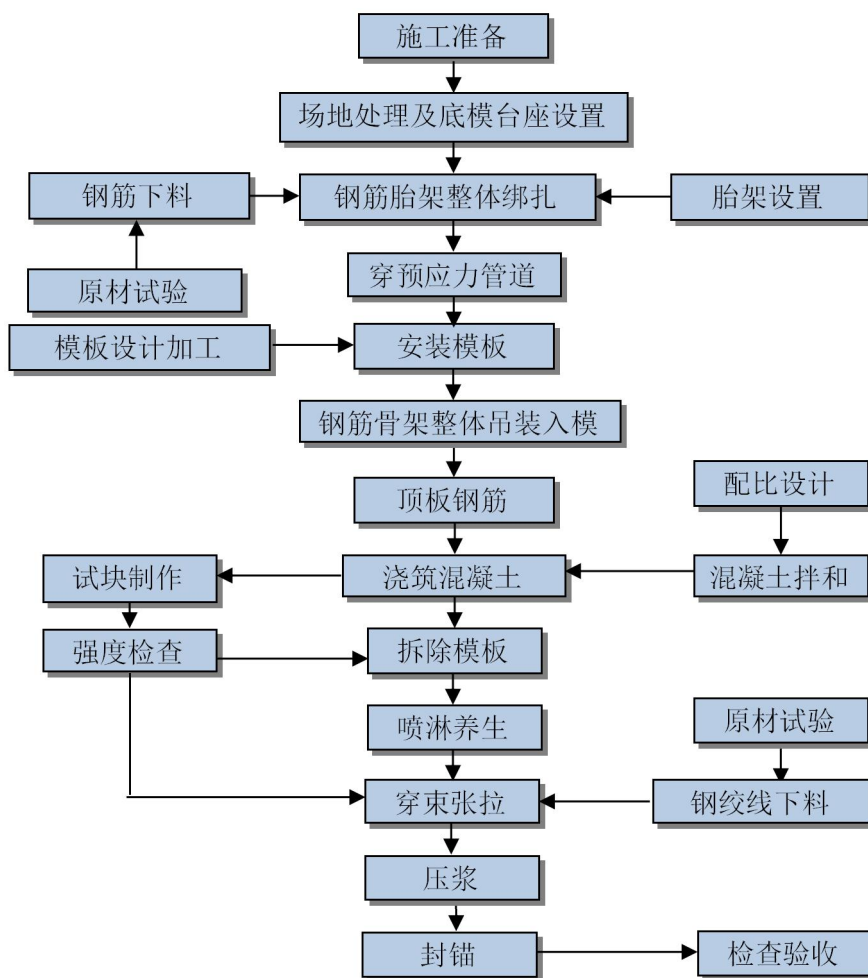 施工准备
场地处理及底模台座设置
钢筋下料
钢筋胎架整体绑扎
胎架设置
穿预应力管道
原材试验
模板设计加工
安装模板
钢筋骨架整体吊装入模
配比设计
顶板钢筋
试块制作
浇筑混凝土
混凝土拌和
强度检查
拆除模板
喷淋养生
原材试验
穿束张拉
钢绞线下料
压浆
封锚
检查验收